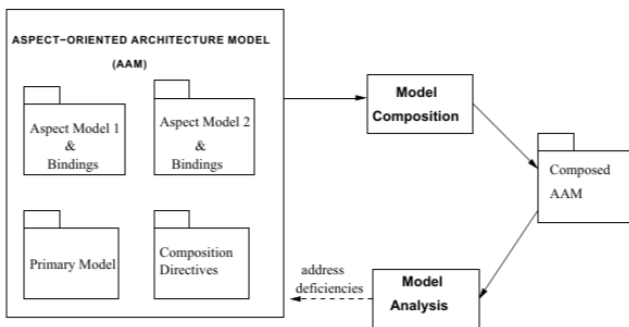 ASPECT−ORIENTED ARCHITECTURE MODEL
(AAM)
Aspect Model 1
&
Bindings
Aspect Model 2
&
Bindings
Primary Model
Composition
Directives
Model
Composition
Composed
AAM
Model
Analysis
address
deficiencies